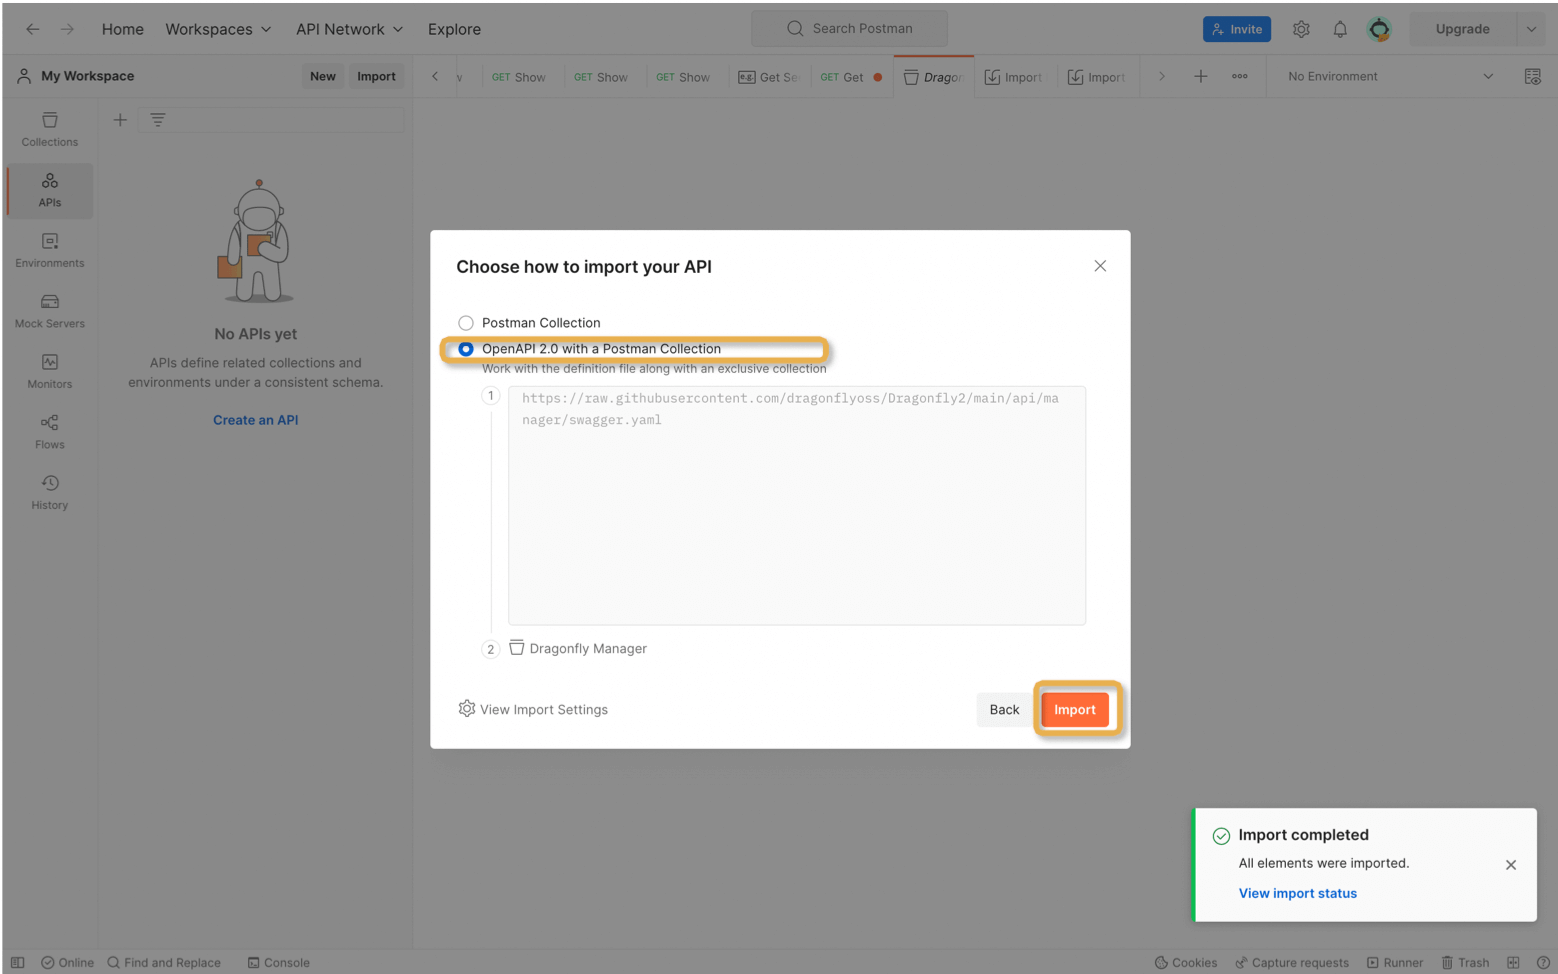 Home
Workspaces
API Network
Explore
Search Postman
Invite
Upgrade
My Workspace
New
Import
GET Show
GET Show
GET Show
e.g. Get Se
GET Get
Dragon
Import
Import
No Environment
Collections
APIs
Environments
Mock Servers
Monitors
Flows
History
No APIs yet
APIs define related collections and
environments under a consistent schema.
Create an API
Choose how to import your API
Postman Collection
OpenAPI 2.0 with a Postman Collection
Work with the definition file along with an exclusive collection
1
https://raw.githubusercontent.com/dragonflyoss/Dragonfly2/main/api/ma
nager/swagger.yaml
2 Dragonfly Manager
View Import Settings
Back
Import
Import completed
All elements were imported.
View import status
Online
Find and Replace
Console
Cookies
Capture requests
Runner
Trash